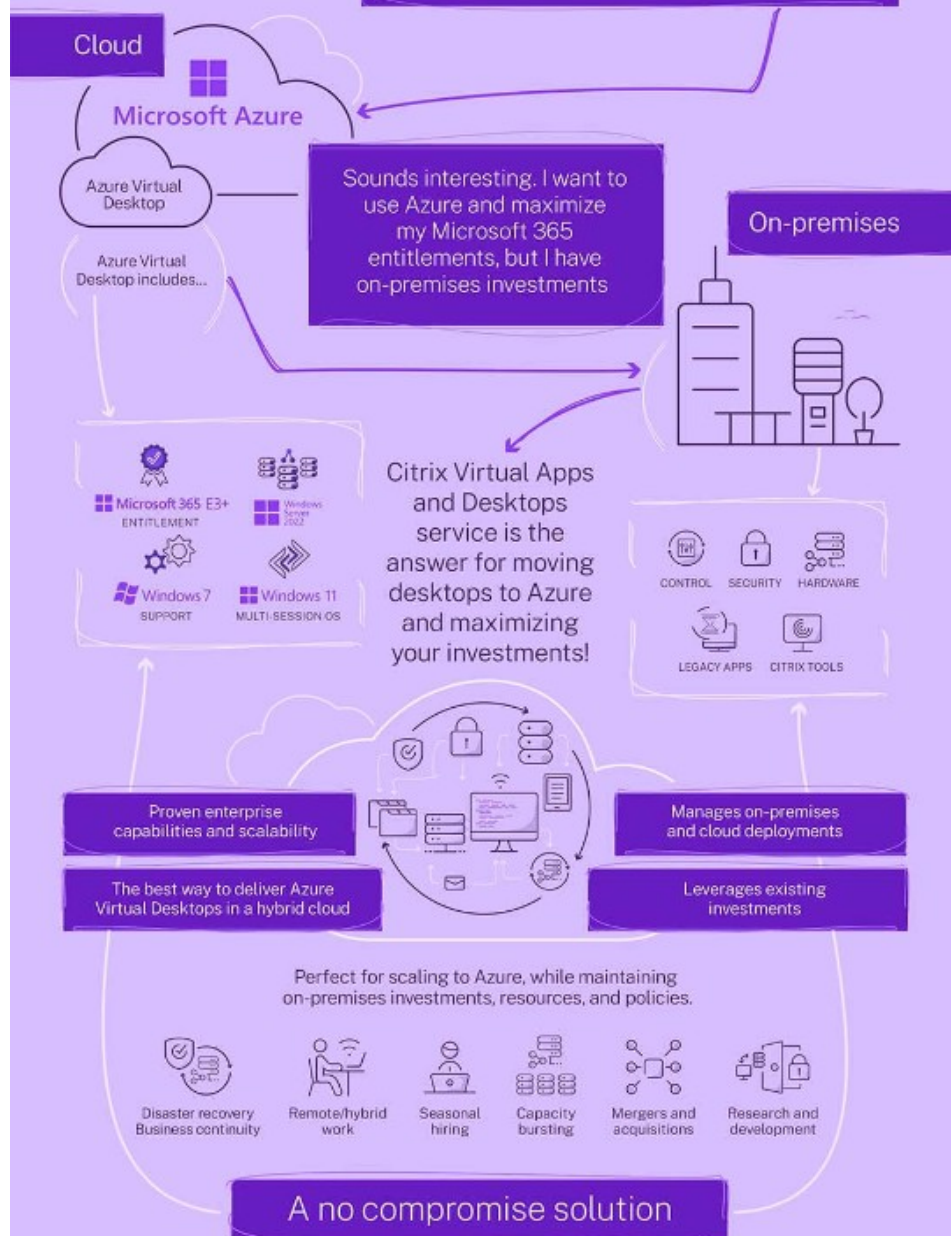 Cloud
Microsoft Azure
Azure Virtual
Desktop
Azure Virtual
Desktop includes...
Sounds interesting. I want to
use Azure and maximize
my Microsoft 365
entitlements, but I have
on-premises investments
On-premises
Microsoft 365 E3+
ENTITLEMENT
Windows
Server
2022
Windows 7
SUPPORT
Windows 11
MULTI-SESSION OS
Citrix Virtual Apps
and Desktops
service is the
answer for moving
desktops to Azure
and maximizing
your investments!
CONTROL
SECURITY
HARDWARE
LEGACY APPS
CITRIX TOOLS
Proven enterprise
capabilities and scalability
The best way to deliver Azure
Virtual Desktops in a hybrid cloud
Manages on-premises
and cloud deployments
Leverages existing
investments
Perfect for scaling to Azure, while maintaining
on-premises investments, resources, and policies.
Disaster recovery
Business continuity
Remote/hybrid
work
Seasonal
hiring
Capacity
bursting
Mergers and
acquisitions
Research and
development
A no compromise solution